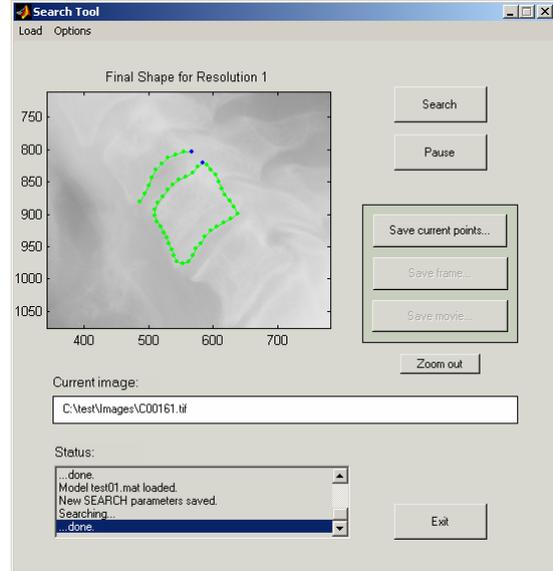 Search Tool
Load Options
Final Shape for Resolution 1
750
800
850
900
950
1000
1050
400 500 600 700
Search
Pause
Save current points...
Save frame...
Save movie...
Zoom out
Current image:
C:\test\Images\C00161.tif
Status:
...done.
Model test01.mat loaded.
New SEARCH parameters saved.
Searching...
...done.
Exit